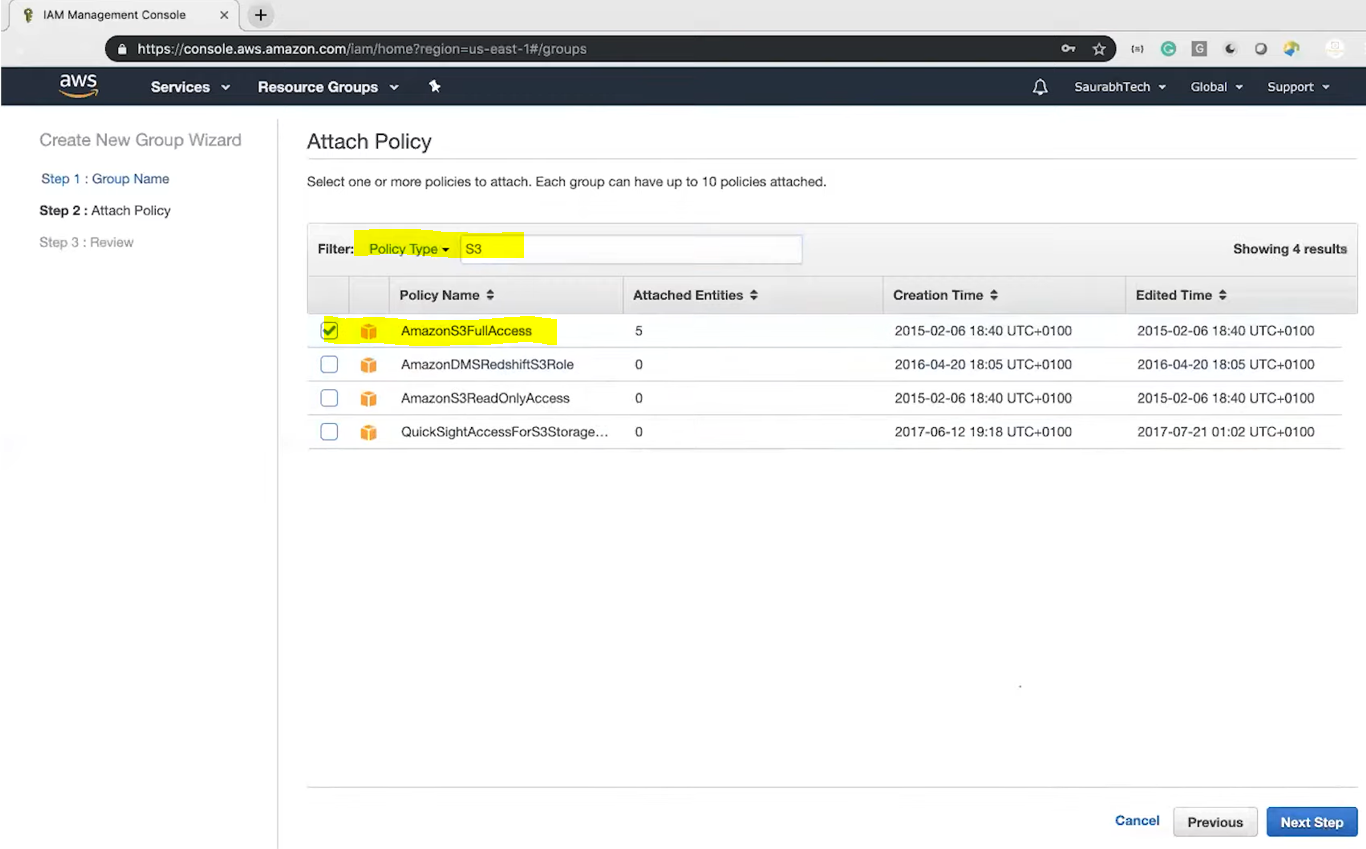 IAM Management Console
https://console.aws.amazon.com/iam/home?region=us-east-1#/groups
aws Services Resource Groups SaurabhTech Global Support
Create New Group Wizard
Step 1 : Group Name
Step 2 : Attach Policy
Step 3 : Review
Attach Policy
Select one or more policies to attach. Each group can have up to 10 policies attached.
Filter: Policy Type S3 Showing 4 results
Policy Name Attached Entities Creation Time Edited Time
AmazonS3FullAccess 5 2015-02-06 18:40 UTC+0100 2015-02-06 18:40 UTC+0100
AmazonDMSRedshiftS3Role 0 2016-04-20 18:05 UTC+0100 2016-04-20 18:05 UTC+0100
AmazonS3ReadOnlyAccess 0 2015-02-06 18:40 UTC+0100 2015-02-06 18:40 UTC+0100
QuickSightAccessForS3Storage... 0 2017-06-12 19:18 UTC+0100 2017-07-21 01:02 UTC+0100
Cancel Previous Next Step